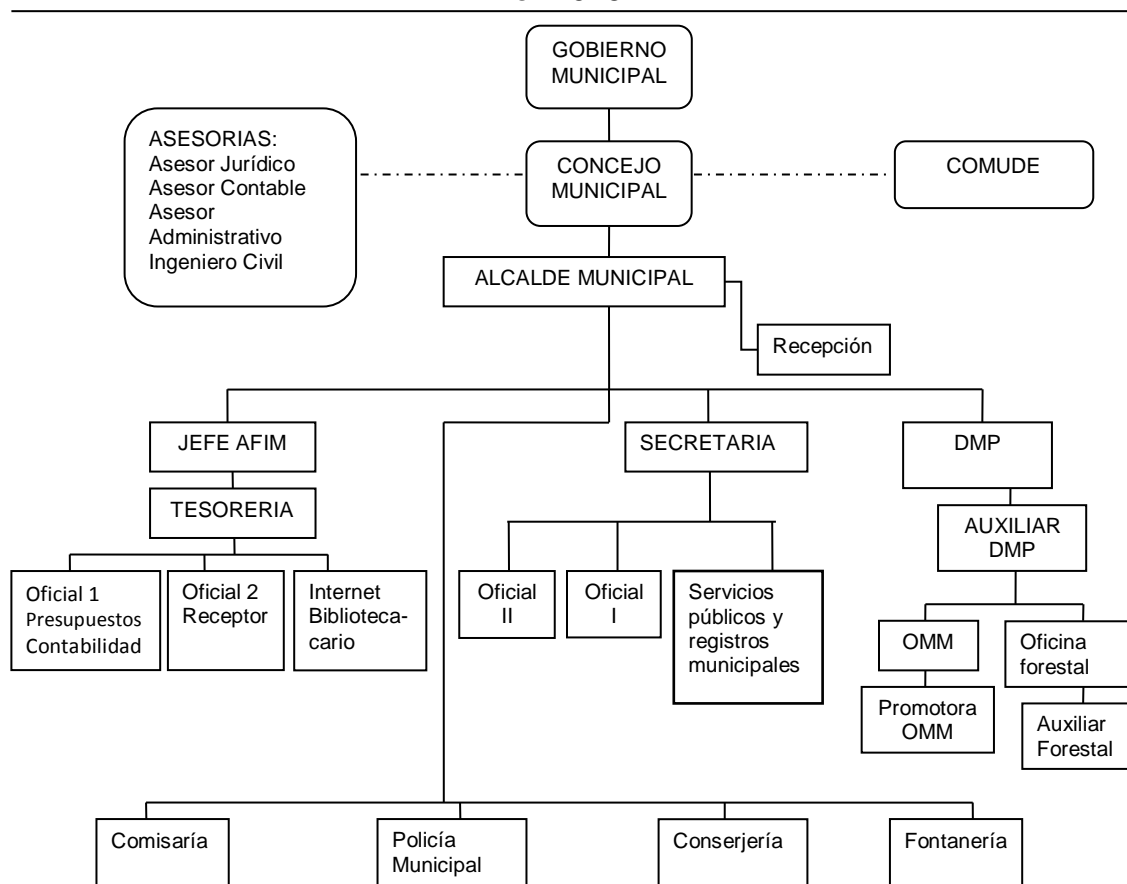 GOBIERNO
MUNICIPAL
ASESORIAS:
Asesor Jurídico
Asesor Contable
Asesor
Administrativo
Ingeniero Civil
CONCEJO
MUNICIPAL
COMUDE
ALCALDE MUNICIPAL
Recepción
JEFE AFIM
SECRETARIA
DMP
TESORERIA
AUXILIAR
DMP
Oficial 1
Presupuestos
Contabilidad
Oficial 2
Receptor
Internet
Biblioteca-
cario
Oficial
II
Oficial
I
Servicios
públicos y
registros
municipales
OMM
Oficina
forestal
Promotora
OMM
Auxiliar
Forestal
Comisaría
Policía
Municipal
Conserjería
Fontanería